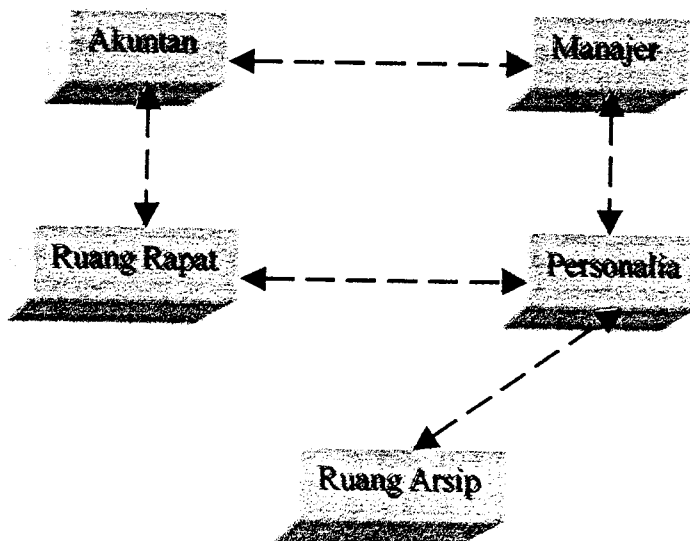 Akuntan
Manajer
Ruang Rapat
Personalia
Ruang Arsip